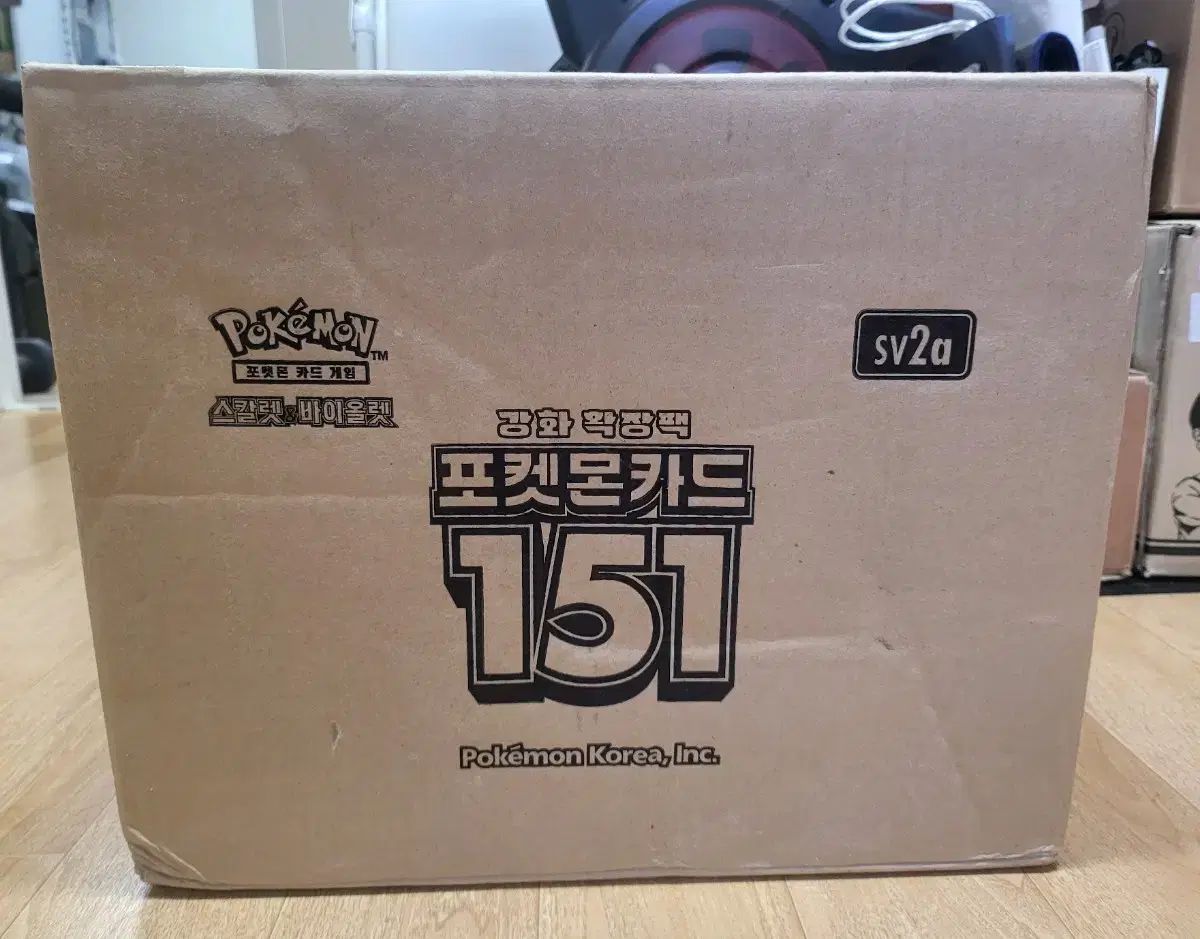 POKéMON TM
포켓몬 카드 게임
스칼렛&바이올렛
sv2a
강화 확장팩
포켓몬카드
151
Pokémon Korea, Inc.